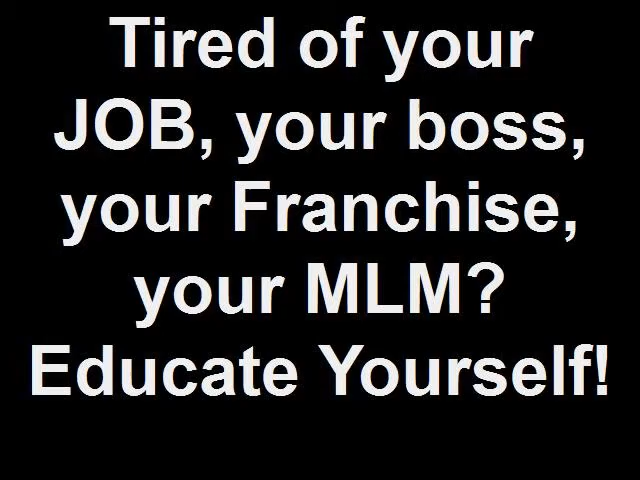 Tired of your
JOB, your boss,
your Franchise,
your MLM?
Educate Yourself!